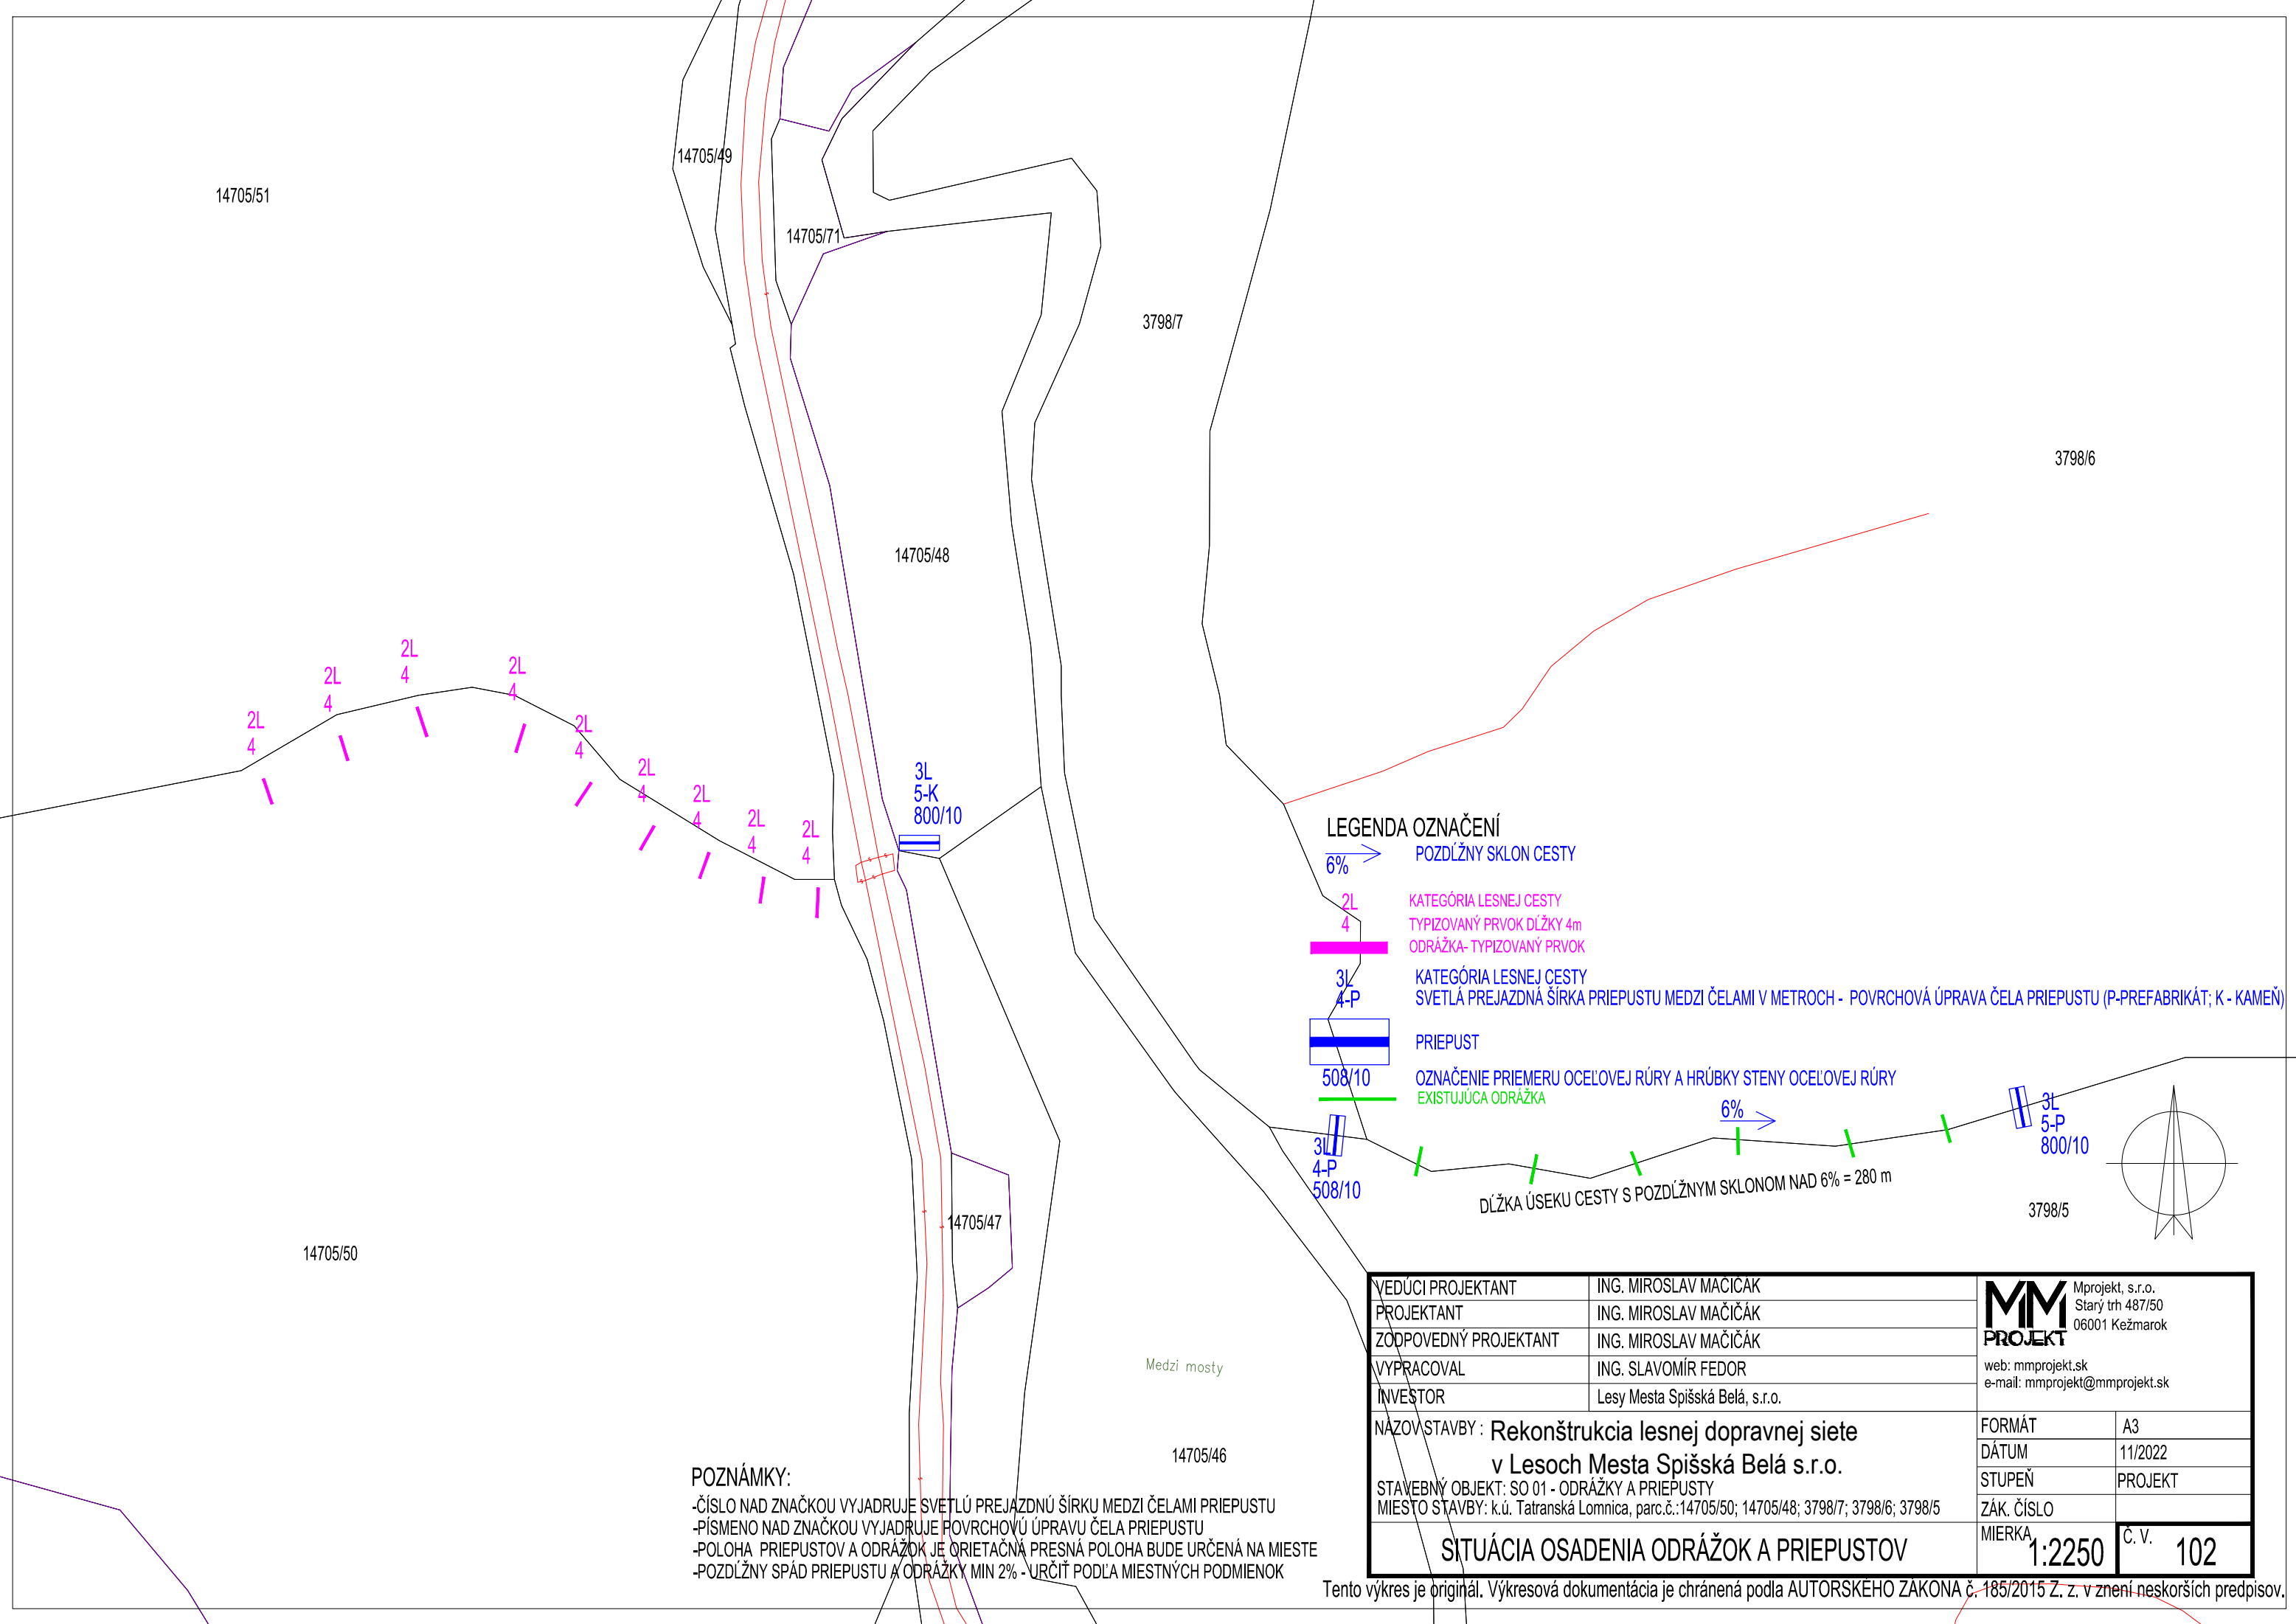 14705/49
14705/51
14705/71
3798/7
3798/6
14705/48
2L
4
2L
4
2L
4
2L
4
2L
4
2L
4
2L
4
2L
4
2L
4
3L
5-K
800/10
LEGENDA OZNAČENÍ
6%
POZDĹŽNY SKLON CESTY
2L
KATEGÓRIA LESNEJ CESTY
4
TYPIZOVANÝ PRVOK DĹŽKY 4m
ODRÁŽKA- TYPIZOVANÝ PRVOK
3L
KATEGÓRIA LESNEJ CESTY
4-P
SVETLÁ PREJAZDNÁ ŠÍRKA PRIEPUSTU MEDZI ČELAMI V METROCH - POVRCHOVÁ ÚPRAVA ČELA PRIEPUSTU (P-PREFABRIKÁT; K - KAMEŇ)
PRIEPUST
508/10
OZNAČENIE PRIEMERU OCEĽOVEJ RÚRY A HRÚBKY STENY OCEĽOVEJ RÚRY
EXISTUJÚCA ODRÁŽKA
6%
3L
5-P
800/10
3L
4-P
508/10
DĹŽKA ÚSEKU CESTY S POZDĹŽNYM SKLONOM NAD 6% = 280 m
3798/5
14705/47
14705/50
Medzi mosty
14705/46
POZNÁMKY:
-ČÍSLO NAD ZNAČKOU VYJADRUJE SVETLÚ PREJAZDNÚ ŠÍRKU MEDZI ČELAMI PRIEPUSTU
-PÍSMENO NAD ZNAČKOU VYJADRUJE POVRCHOVÚ ÚPRAVU ČELA PRIEPUSTU
-POLOHA PRIEPUSTOV A ODRÁŽOK JE ORIETAČNÁ PRESNÁ POLOHA BUDE URČENÁ NA MIESTE
-POZDĹŽNY SPÁD PRIEPUSTU A ODRÁŽKY MIN 2% - URČIŤ PODĽA MIESTNÝCH PODMIENOK
VEDÚCI PROJEKTANT
ING. MIROSLAV MAČIČÁK
PROJEKTANT
ING. MIROSLAV MAČIČÁK
ZODPOVEDNÝ PROJEKTANT
ING. MIROSLAV MAČIČÁK
VYPRACOVAL
ING. SLAVOMÍR FEDOR
INVESTOR
Lesy Mesta Spišská Belá, s.r.o.
MM
PROJEKT
Mprojekt, s.r.o.
Starý trh 487/50
06001 Kežmarok
web: mmprojekt.sk
e-mail: mmprojekt@mmprojekt.sk
NÁZOV STAVBY : Rekonštrukcia lesnej dopravnej siete
v Lesoch Mesta Spišská Belá s.r.o.
STAVEBNÝ OBJEKT: SO 01 - ODRÁŽKY A PRIEPUSTY
MIESTO STAVBY: k.ú. Tatranská Lomnica, parc.č.:14705/50; 14705/48; 3798/7; 3798/6; 3798/5
FORMÁT
A3
DÁTUM
11/2022
STUPEŇ
PROJEKT
ZÁK. ČÍSLO
SITUÁCIA OSADENIA ODRÁŽOK A PRIEPUSTOV
MIERKA
1:2250
Č. V.
102
Tento výkres je originál. Výkresová dokumentácia je chránená podla AUTORSKÉHO ZÁKONA č. 185/2015 Z. z. v znení neskorších predpisov.